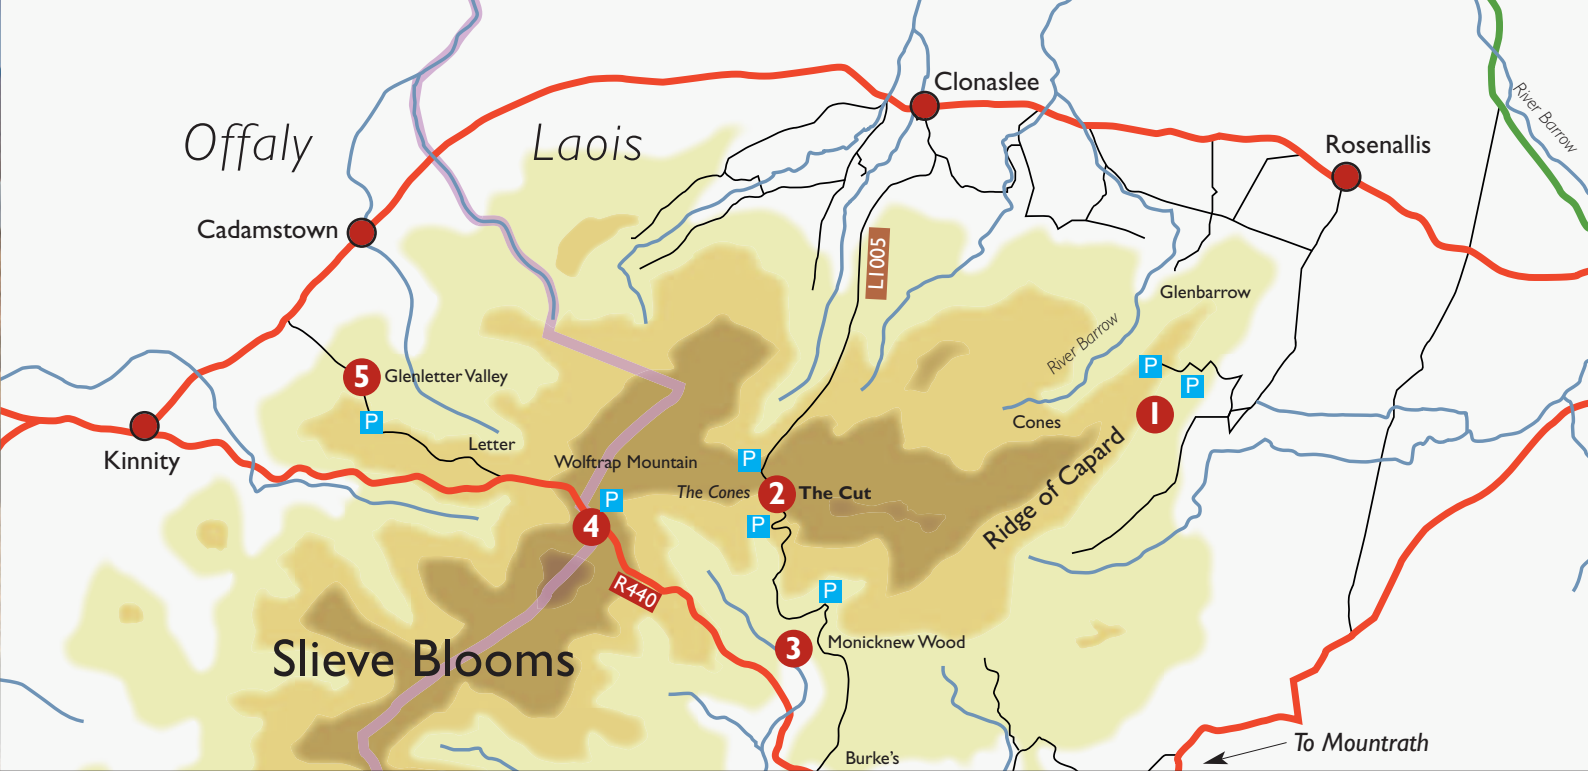 Clonaslee
River Barrow
Offaly
Laois
Rosenallis
Cadamstown
L1005
Glenbarrow
River Barrow
P
P
5
Glenletter Valley
P
1
Cones
Kinnity
Letter
Wolftrap Mountain
P
Ridge of Capard
The Cones
2
The Cut
P
4
P
R440
P
Slieve Blooms
3
Monicknew Wood
To Mountrath
Burke's